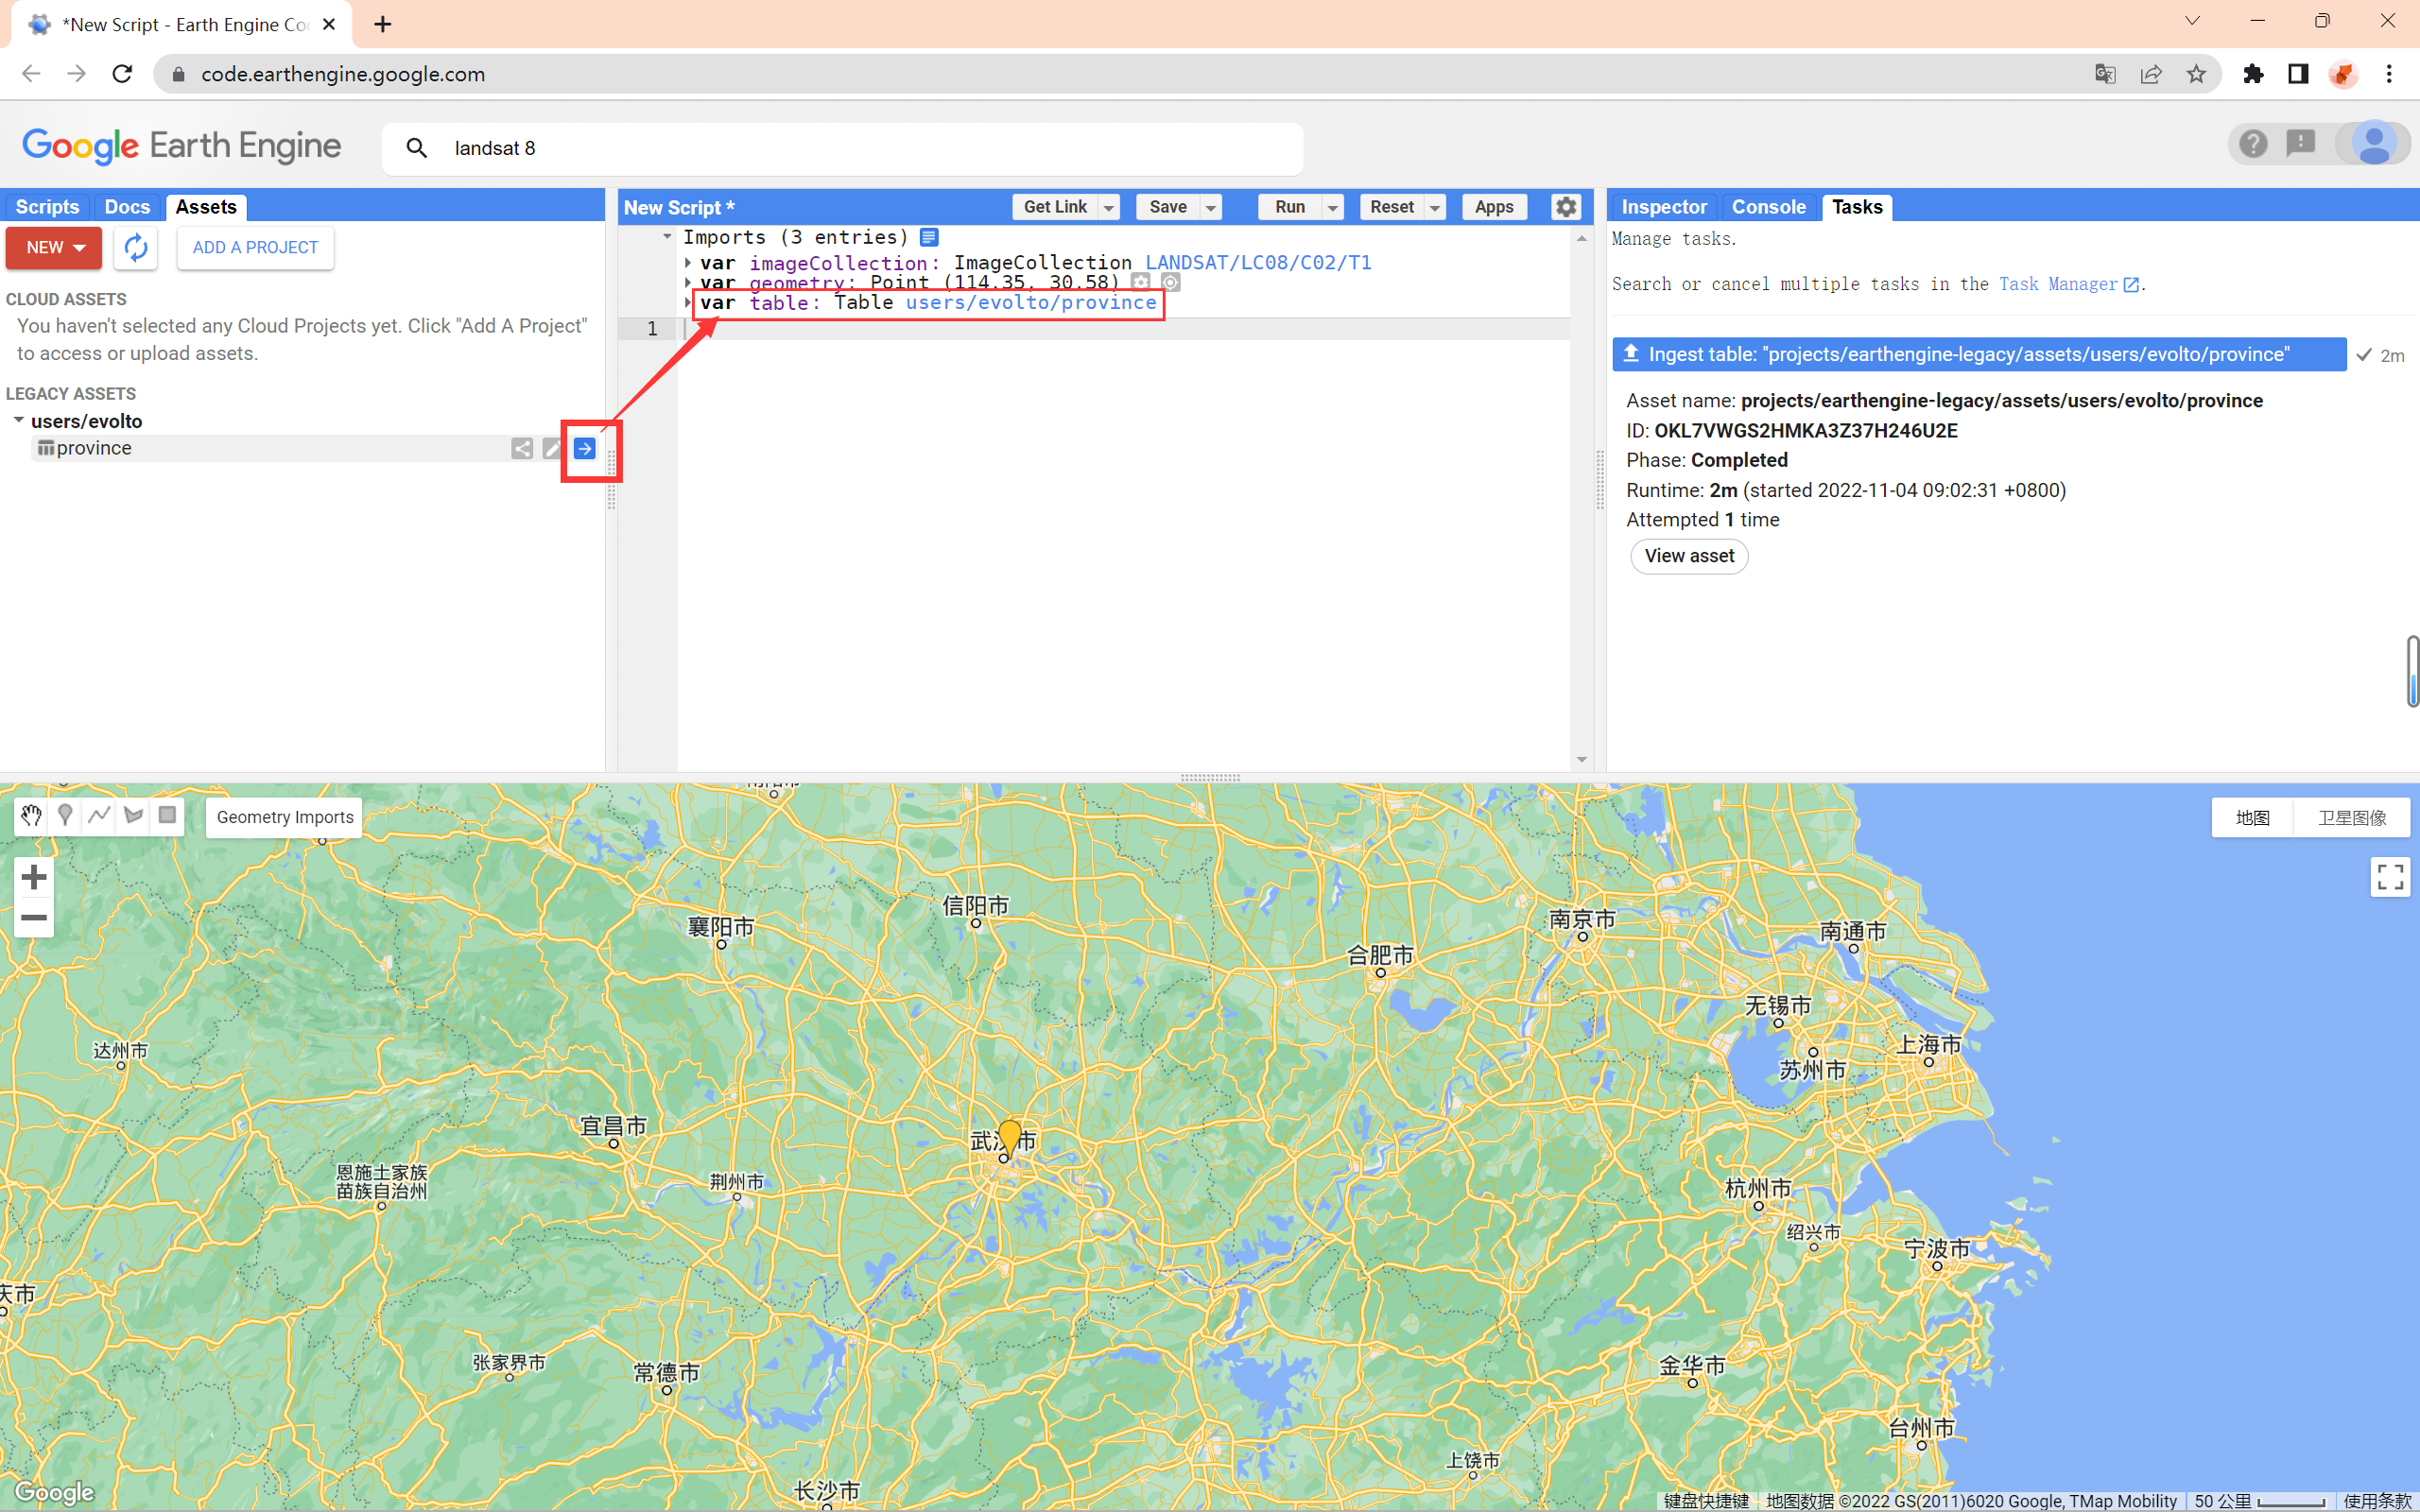 *New Script - Earth Engine Co
code.earthengine.google.com
Google Earth Engine
landsat 8
Scripts Docs Assets
NEW
ADD A PROJECT
CLOUD ASSETS
You haven't selected any Cloud Projects yet. Click "Add A Project"
to access or upload assets.
LEGACY ASSETS
users/evolto
province
New Script *
Get Link
Save
Run
Reset
Apps
Imports (3 entries)
var imageCollection: ImageCollection LANDSAT/LC08/C02/T1
var geometry: Point (114.35, 30.58)
var table: Table users/evolto/province
1
Inspector Console Tasks
Manage tasks.
Search or cancel multiple tasks in the Task Manager.
Ingest table: "projects/earthengine-legacy/assets/users/evolto/province"
2m
Asset name: projects/earthengine-legacy/assets/users/evolto/province
ID: OKL7VWGS2HMKA3Z37H246U2E
Phase: Completed
Runtime: 2m (started 2022-11-04 09:02:31 +0800)
Attempted 1 time
View asset
Geometry Imports
地图
卫星图像
襄阳市
信阳市
合肥市
南京市
南通市
无锡市
上海市
苏州市
达州市
宜昌市
武汉市
恩施土家族
苗族自治州
荆州市
杭州市
绍兴市
宁波市
庆市
张家界市
常德市
金华市
台州市
上饶市
长沙市
Google
键盘快捷键
地图数据 ©2022 GS(2011)6020 Google, TMap Mobility
50 公里
使用条款